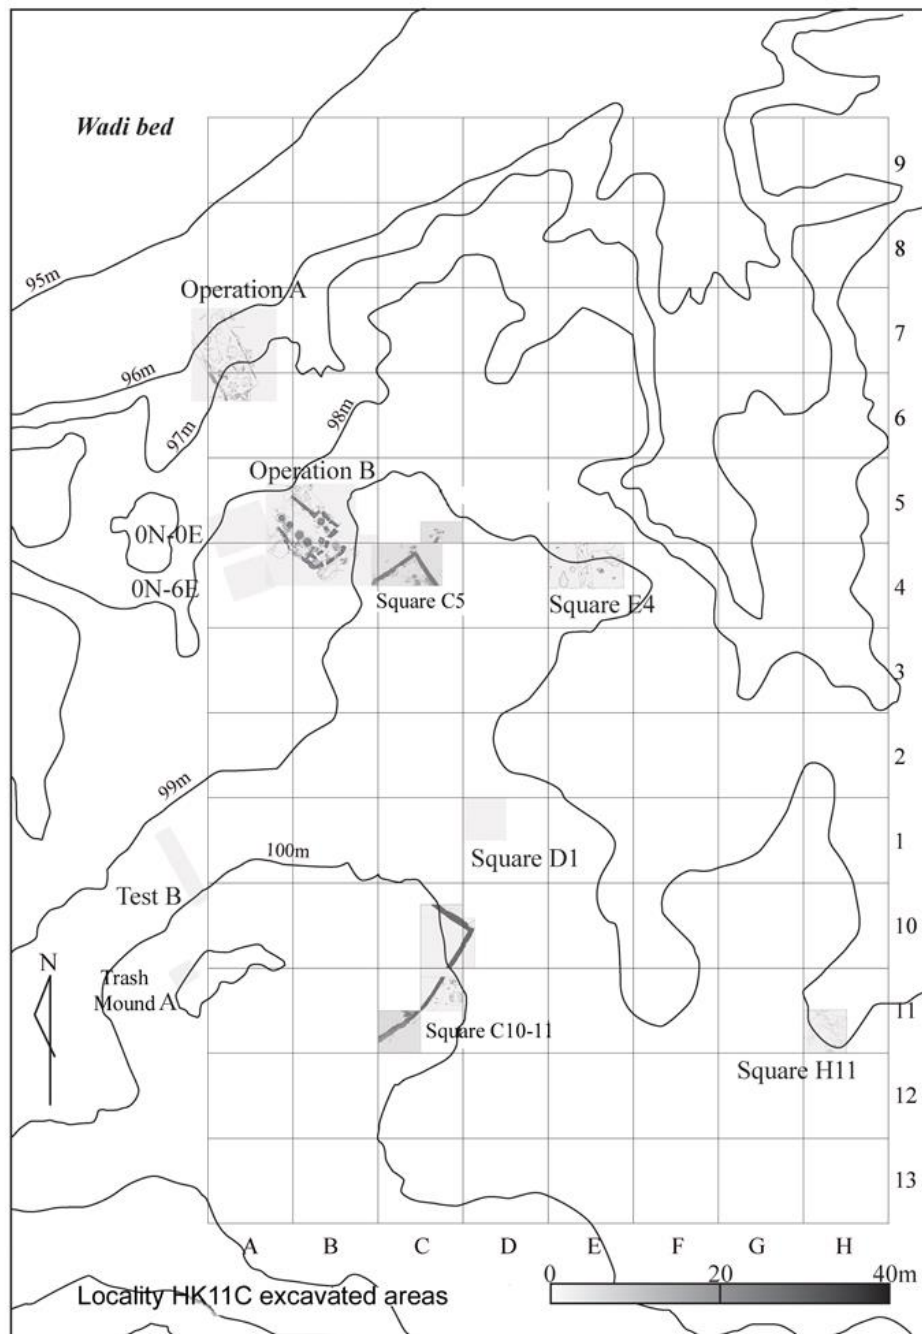 Wadi bed
9
8
95m
Operation A
7
96m
97m
98m
6
Operation B
5
0N-0E
0N-6E
Square C5
Square E4
4
3
2
99m
1
100m
Square D1
Test B
10
N
Trash
Mound A
11
Square C10-11
Square H11
12
13
A B C D E F G H
0 20 40m
Locality HK11C excavated areas